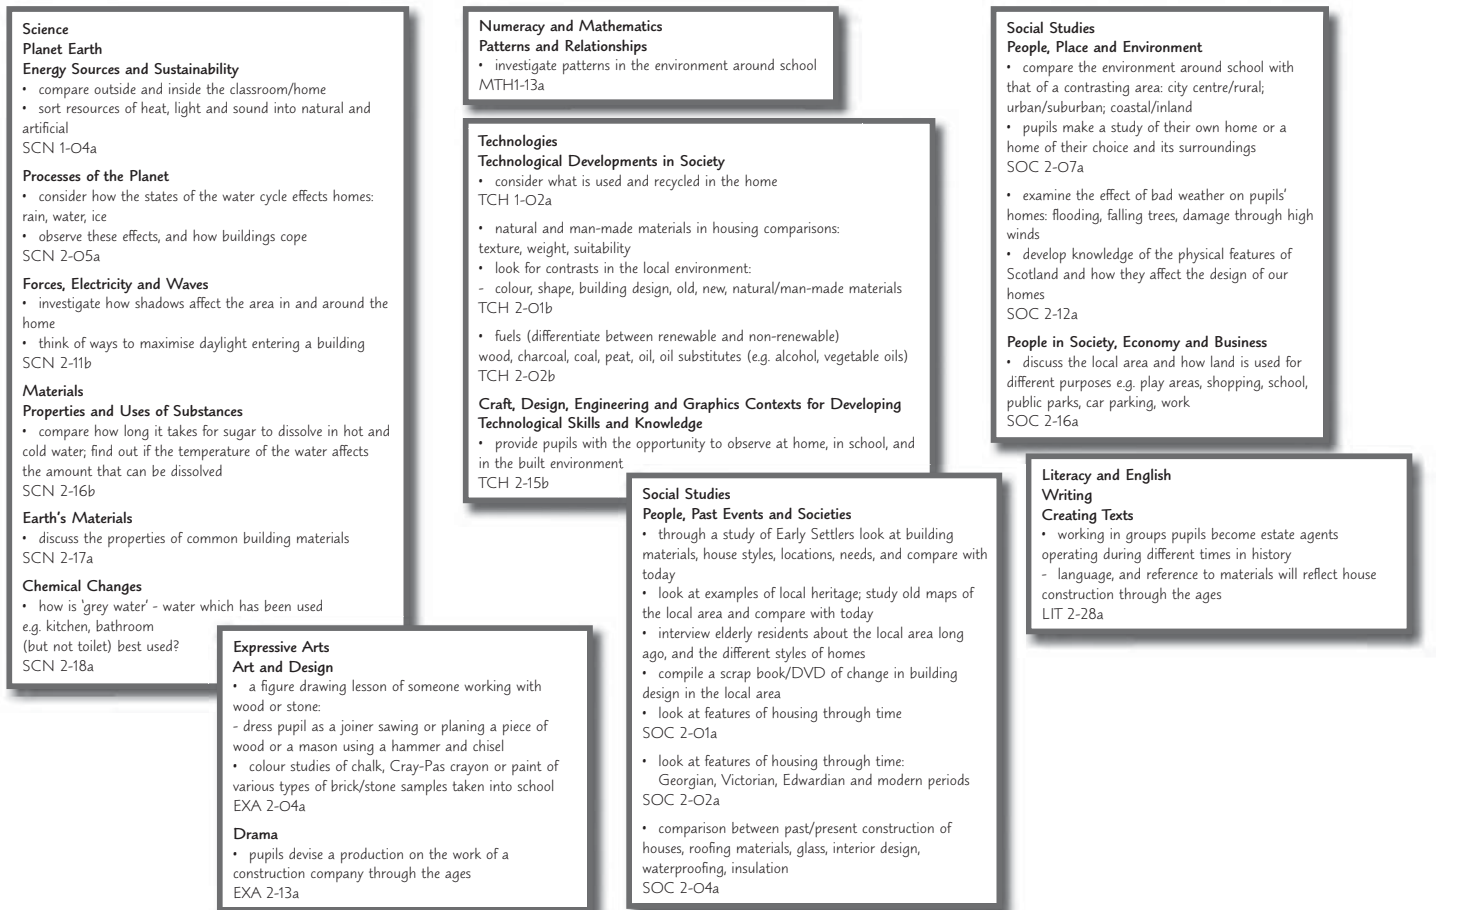 Science
Planet Earth
Energy Sources and Sustainability
• compare outside and inside the classroom/home
• sort resources of heat, light and sound into natural and
artificial
SCN 1-04a
Processes of the Planet
• consider how the states of the water cycle effects homes:
rain, water, ice
• observe these effects, and how buildings cope
SCN 2-05a
Forces, Electricity and Waves
• investigate how shadows affect the area in and around the
home
• think of ways to maximise daylight entering a building
SCN 2-11b
Materials
Properties and Uses of Substances
• compare how long it takes for sugar to dissolve in hot and
cold water; find out if the temperature of the water affects
the amount that can be dissolved
SCN 2-16b
Earth's Materials
• discuss the properties of common building materials
SCN 2-17a
Chemical Changes
• how is 'grey water' - water which has been used
e.g. kitchen, bathroom
(but not toilet) best used?
SCN 2-18a
Expressive Arts
Art and Design
• a figure drawing lesson of someone working with
wood or stone:
- dress pupil as a joiner sawing or planing a piece of
wood or a mason using a hammer and chisel
• colour studies of chalk, Cray-Pas crayon or paint of
various types of brick/stone samples taken into school
EXA 2-04a
Drama
• pupils devise a production on the work of a
construction company through the ages
EXA 2-13a
Numeracy and Mathematics
Patterns and Relationships
• investigate patterns in the environment around school
MTH1-13a
Technologies
Technological Developments in Society
• consider what is used and recycled in the home
TCH 1-02a
• natural and man-made materials in housing comparisons:
texture, weight, suitability
• look for contrasts in the local environment:
- colour, shape, building design, old, new, natural/man-made materials
TCH 2-01b
• fuels (differentiate between renewable and non-renewable)
wood, charcoal, coal, peat, oil, oil substitutes (e.g. alcohol, vegetable oils)
TCH 2-02b
Craft, Design, Engineering and Graphics Contexts for Developing
Technological Skills and Knowledge
• provide pupils with the opportunity to observe at home, in school, and
in the built environment
TCH 2-15b
Social Studies
People, Past Events and Societies
• through a study of Early Settlers look at building
materials, house styles, locations, needs, and compare with
today
• look at examples of local heritage; study old maps of
the local area and compare with today
• interview elderly residents about the local area long
ago, and the different styles of homes
• compile a scrap book/DVD of change in building
design in the local area
• look at features of housing through time
SOC 2-01a
• look at features of housing through time:
Georgian, Victorian, Edwardian and modern periods
SOC 2-02a
• comparison between past/present construction of
houses, roofing materials, glass, interior design,
waterproofing, insulation
SOC 2-04a
Social Studies
People, Place and Environment
• compare the environment around school with
that of a contrasting area: city centre/rural;
urban/suburban; coastal/inland
• pupils make a study of their own home or a
home of their choice and its surroundings
SOC 2-07a
• examine the effect of bad weather on pupils'
homes: flooding, falling trees, damage through high
winds
• develop knowledge of the physical features of
Scotland and how they affect the design of our
homes
SOC 2-12a
People in Society, Economy and Business
• discuss the local area and how land is used for
different purposes e.g. play areas, shopping, school,
public parks, car parking, work
SOC 2-16a
Literacy and English
Writing
Creating Texts
• working in groups pupils become estate agents
operating during different times in history
- language, and reference to materials will reflect house
construction through the ages
LIT 2-28a